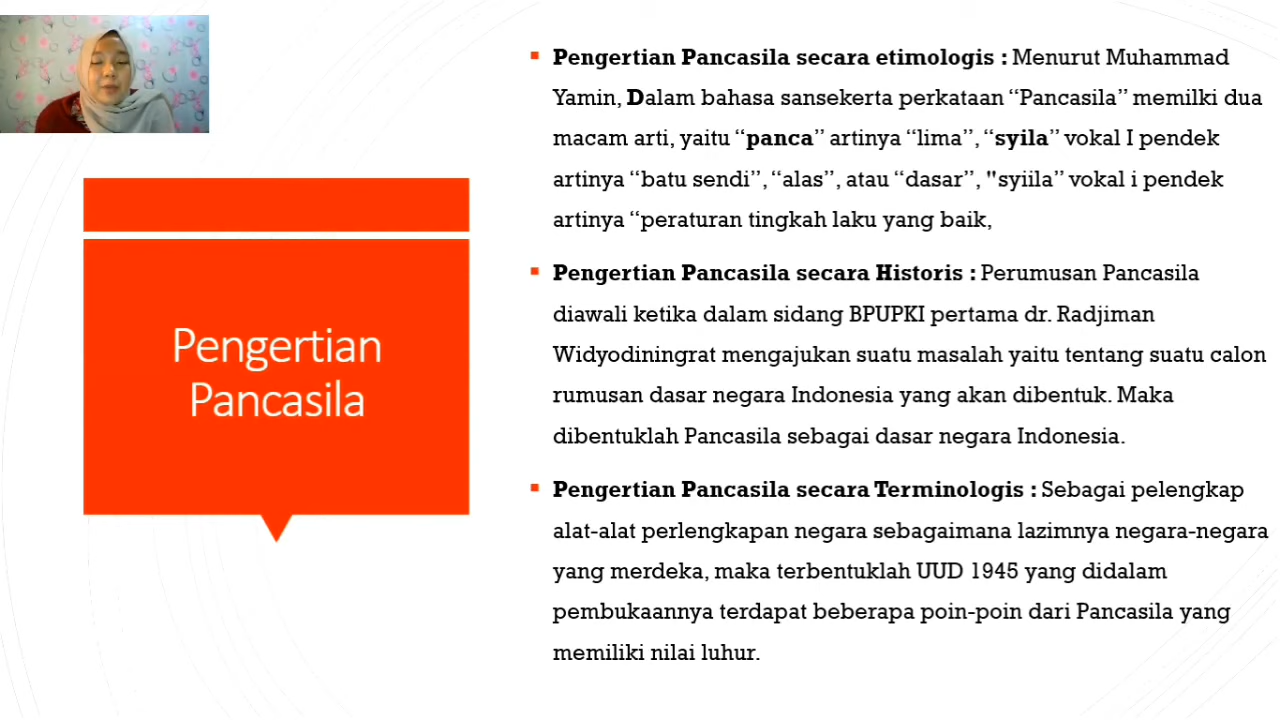 Pengertian
Pancasila
Pengertian Pancasila secara etimologis : Menurut Muhammad
Yamin, Dalam bahasa sansekerta perkataan “Pancasila” memilki dua
macam arti, yaitu “panca” artinya “lima”, “syila” vokal I pendek
artinya “batu sendi”, “alas”, atau “dasar”, "syiila” vokal i pendek
artinya “peraturan tingkah laku yang baik,
Pengertian Pancasila secara Historis : Perumusan Pancasila
diawali ketika dalam sidang BPUPKI pertama dr. Radjiman
Widyodiningrat mengajukan suatu masalah yaitu tentang suatu calon
rumusan dasar negara Indonesia yang akan dibentuk. Maka
dibentuklah Pancasila sebagai dasar negara Indonesia.
Pengertian Pancasila secara Terminologis : Sebagai pelengkap
alat-alat perlengkapan negara sebagaimana lazimnya negara-negara
yang merdeka, maka terbentuklah UUD 1945 yang didalam
pembukaannya terdapat beberapa poin-poin dari Pancasila yang
memiliki nilai luhur.